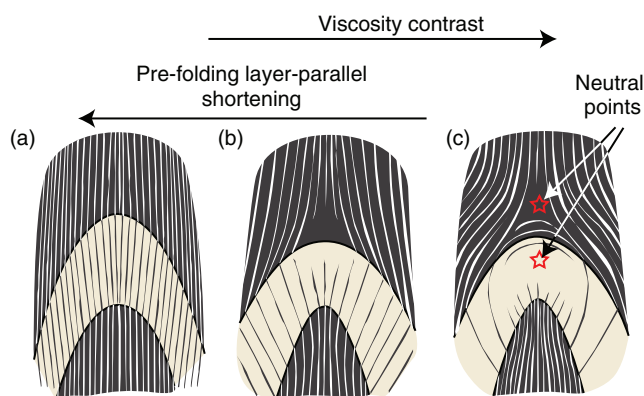 Viscosity contrast
Pre-folding layer-parallel
shortening
Neutral
points
(a)
(b)
(c)